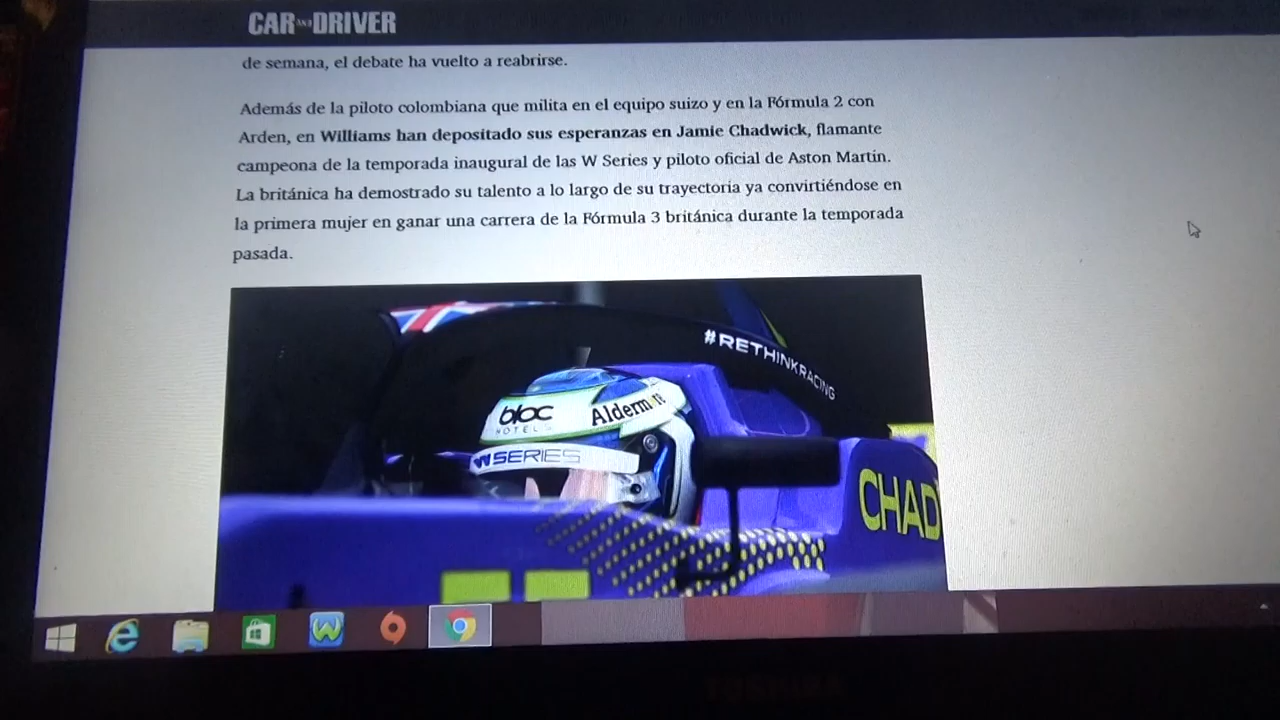 CAR AND DRIVER
de semana, el debate ha vuelto a reabrirse.
Además de la piloto colombiana que milita en el equipo suizo y en la Fórmula 2 con
Arden, en Williams han depositado sus esperanzas en Jamie Chadwick, flamante
campeona de la temporada inaugural de las W Series y piloto oficial de Aston Martin.
La británica ha demostrado su talento a lo largo de su trayectoria ya convirtiéndose en
la primera mujer en ganar una carrera de la Fórmula 3 británica durante la temporada
pasada.
#RETHINKRACING
bloc
HOTELS
Aldermore
W SERIES
CHAD
TOSHIBA